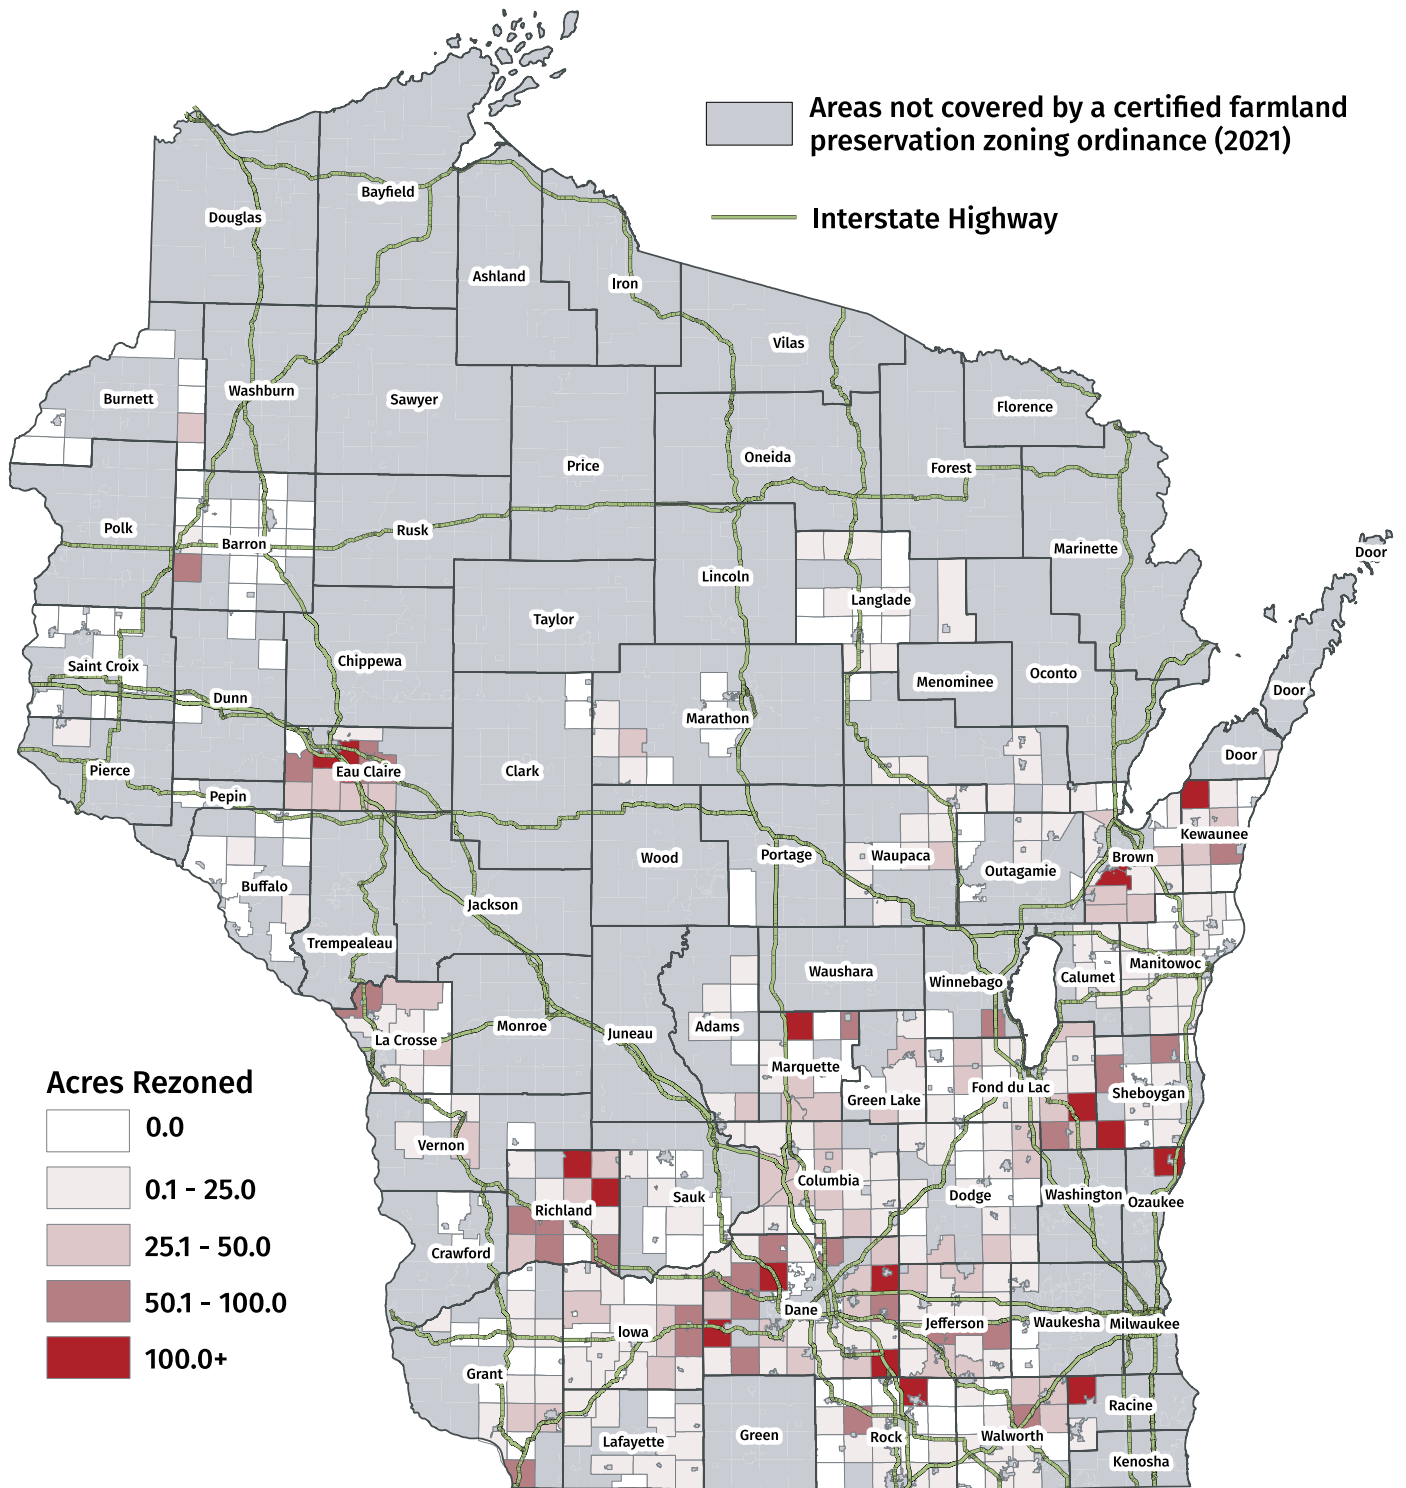 Areas not covered by a certified farmland
preservation zoning ordinance (2021)
Interstate Highway
Bayfield
Douglas
Ashland
Iron
Vilas
Burnett
Washburn
Sawyer
Florence
Price
Oneida
Forest
Polk
Rusk
Barron
Marinette
Door
Lincoln
Langlade
Taylor
Saint Croix
Chippewa
Menominee
Oconto
Door
Dunn
Marathon
Door
Pierce
Eau Claire
Clark
Pepin
Kewaunee
Wood
Portage
Waupaca
Brown
Outagamie
Buffalo
Jackson
Trempealeau
Manitowoc
Waushara
Calumet
Winnebago
Adams
Monroe
Juneau
La Crosse
Marquette
Fond du Lac
Sheboygan
Green Lake
Vernon
Columbia
Sauk
Dodge
Washington
Ozaukee
Richland
Crawford
Dane
Iowa
Jefferson
Waukesha
Milwaukee
Grant
Racine
Lafayette
Green
Rock
Walworth
Kenosha
Acres Rezoned
0.0
0.1 - 25.0
25.1 - 50.0
50.1 - 100.0
100.0+